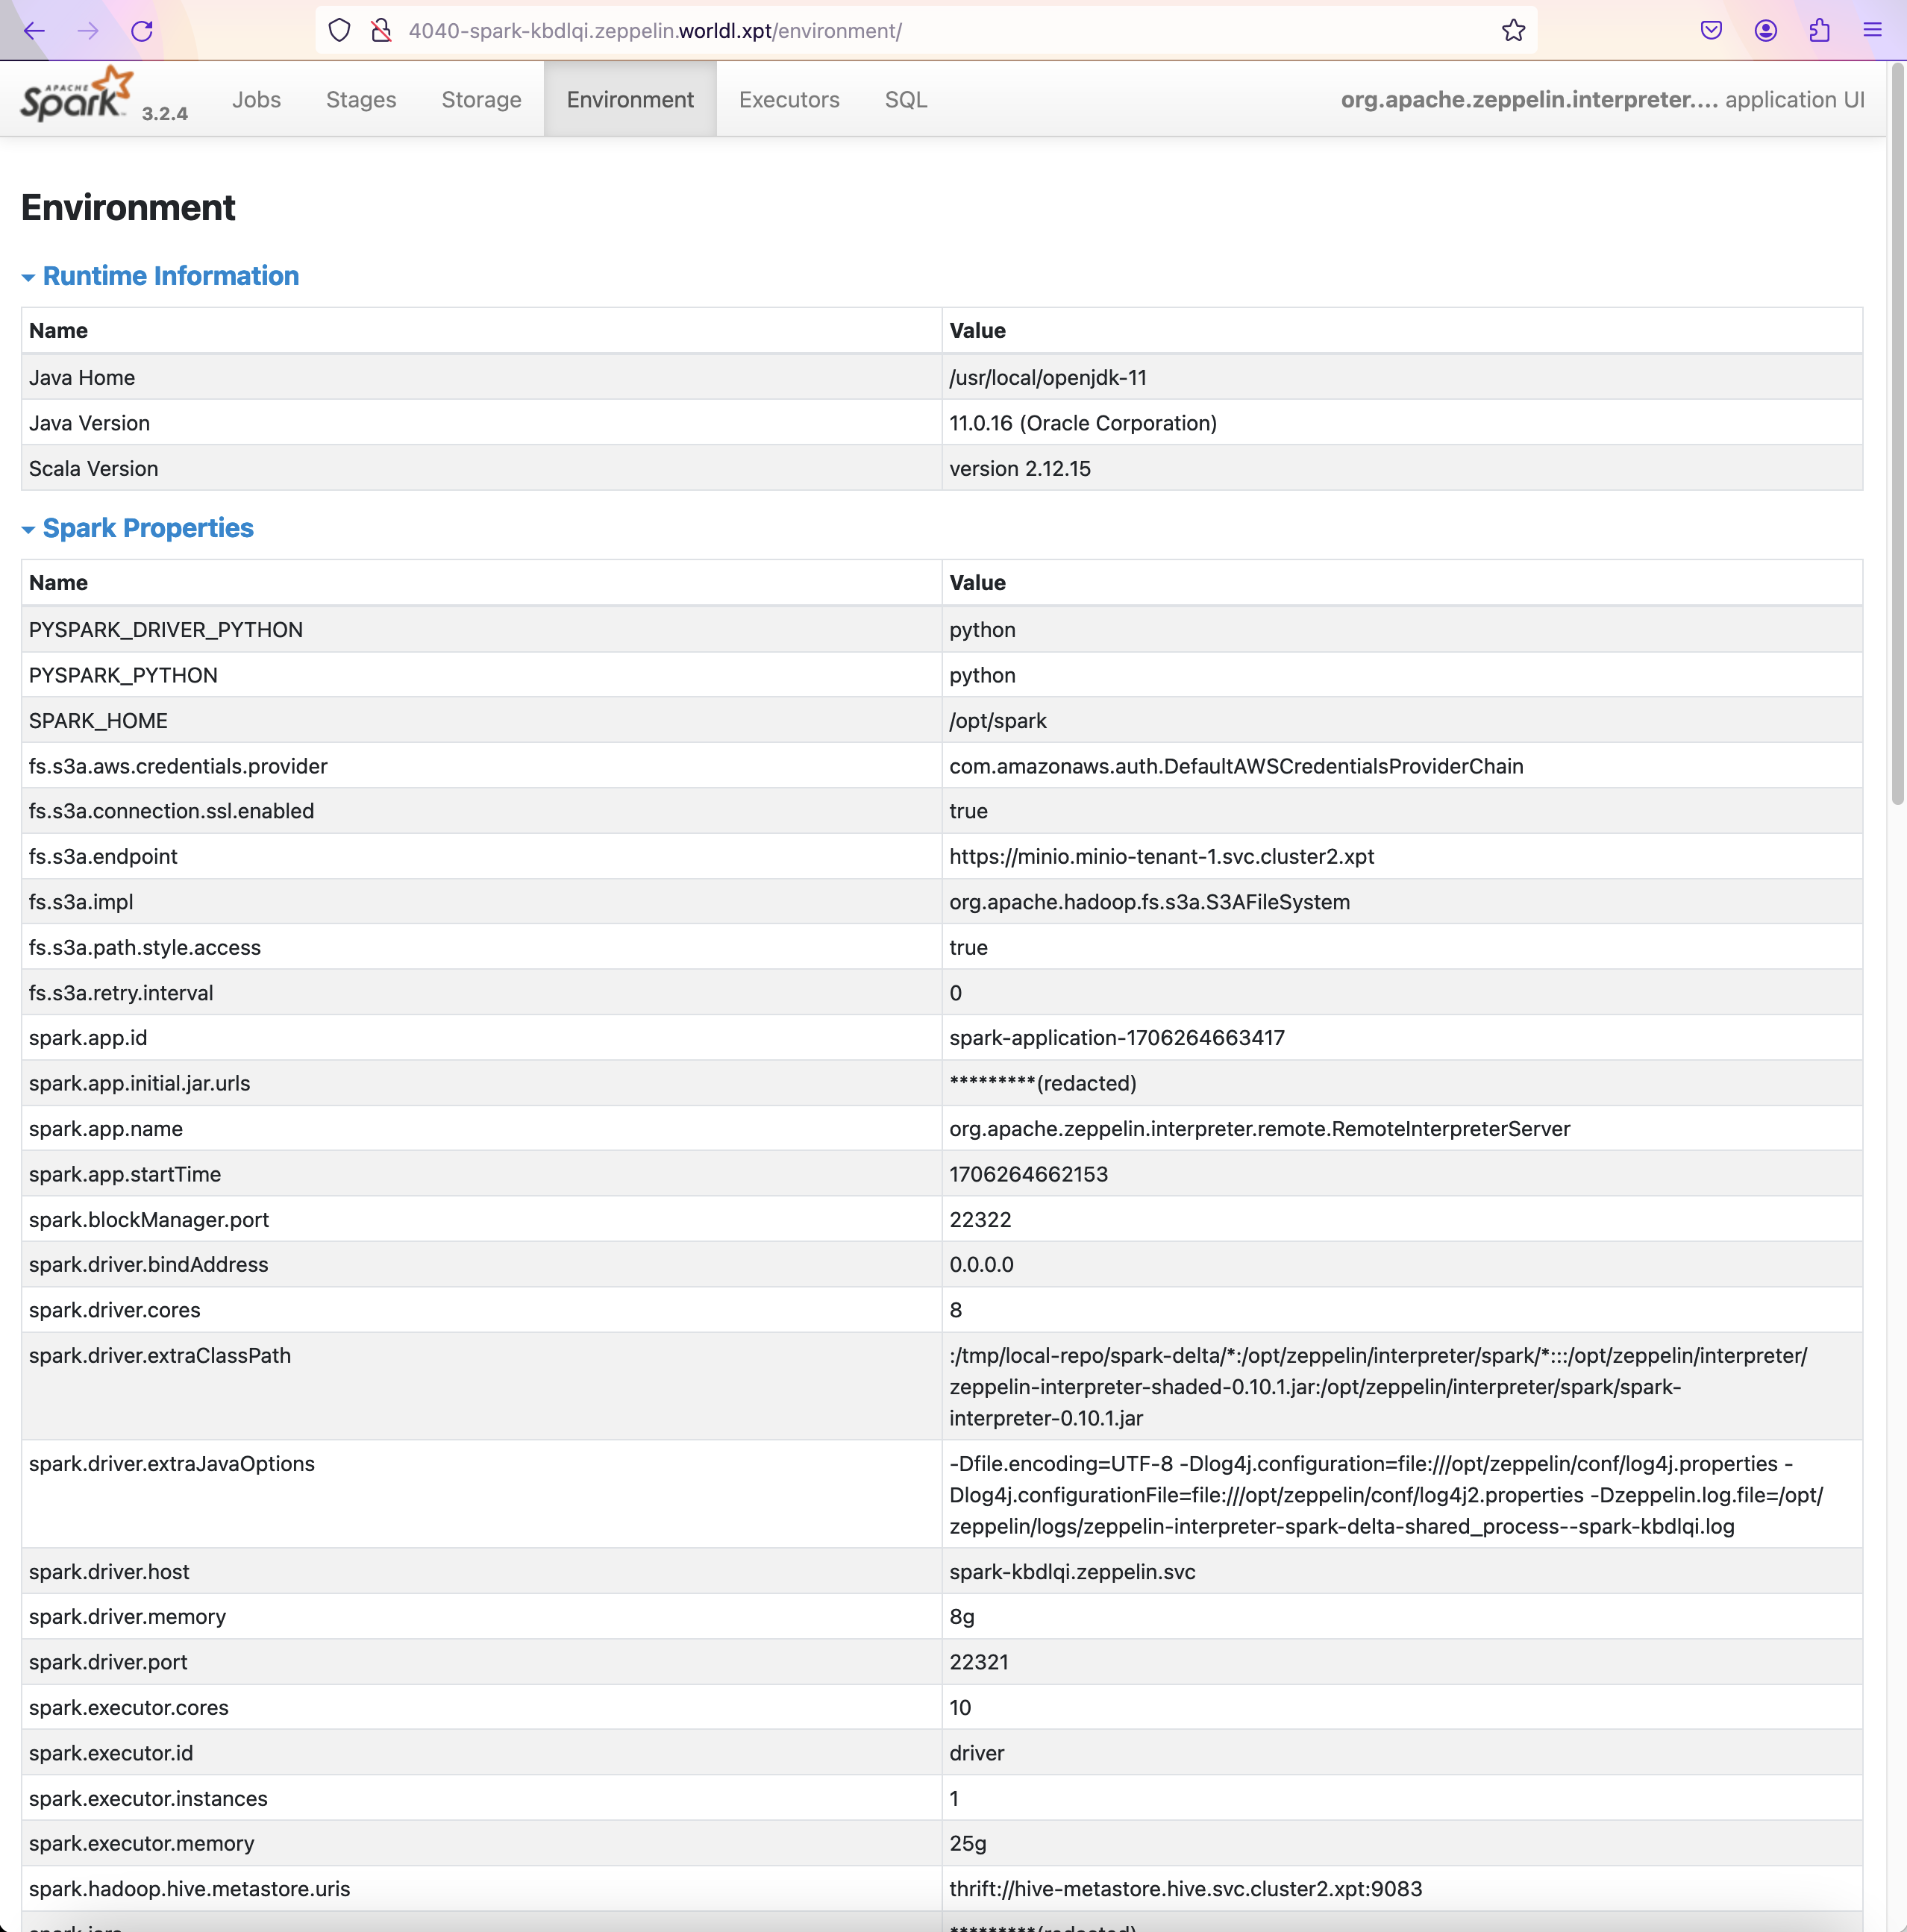 4040-spark-kbdlqi.zeppelin.worldl.xpt/environment/
APACHE
Spark 3.2.4 Jobs Stages Storage Environment Executors SQL org.apache.zeppelin.interpreter.... application UI
Environment
Runtime Information
Name Value
Java Home /usr/local/openjdk-11
Java Version 11.0.16 (Oracle Corporation)
Scala Version version 2.12.15
Spark Properties
Name Value
PYSPARK_DRIVER_PYTHON python
PYSPARK_PYTHON python
SPARK_HOME /opt/spark
fs.s3a.aws.credentials.provider com.amazonaws.auth.DefaultAWSCredentialsProviderChain
fs.s3a.connection.ssl.enabled true
fs.s3a.endpoint https://minio.minio-tenant-1.svc.cluster2.xpt
fs.s3a.impl org.apache.hadoop.fs.s3a.S3AFileSystem
fs.s3a.path.style.access true
fs.s3a.retry.interval 0
spark.app.id spark-application-1706264663417
spark.app.initial.jar.urls *********(redacted)
spark.app.name org.apache.zeppelin.interpreter.remote.RemoteInterpreterServer
spark.app.startTime 1706264662153
spark.blockManager.port 22322
spark.driver.bindAddress 0.0.0.0
spark.driver.cores 8
spark.driver.extraClassPath :/tmp/local-repo/spark-delta/*:/opt/zeppelin/interpreter/spark/*:::/opt/zeppelin/interpreter/
zeppelin-interpreter-shaded-0.10.1.jar:/opt/zeppelin/interpreter/spark/spark-
interpreter-0.10.1.jar
spark.driver.extraJavaOptions -Dfile.encoding=UTF-8 -Dlog4j.configuration=file:///opt/zeppelin/conf/log4j.properties -
Dlog4j.configurationFile=file:///opt/zeppelin/conf/log4j2.properties -Dzeppelin.log.file=/opt/
zeppelin/logs/zeppelin-interpreter-spark-delta-shared_process--spark-kbdlqi.log
spark.driver.host spark-kbdlqi.zeppelin.svc
spark.driver.memory 8g
spark.driver.port 22321
spark.executor.cores 10
spark.executor.id driver
spark.executor.instances 1
spark.executor.memory 25g
spark.hadoop.hive.metastore.uris thrift://hive-metastore.hive.svc.cluster2.xpt:9083
spark.jars *********(redacted)